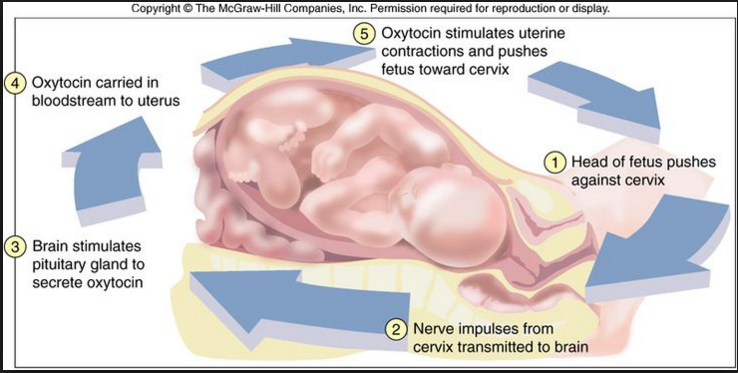 Copyright © The McGraw-Hill Companies, Inc. Permission required for reproduction or display.
1 Head of fetus pushes
against cervix
2 Nerve impulses from
cervix transmitted to brain
3 Brain stimulates
pituitary gland to
secrete oxytocin
4 Oxytocin carried in
bloodstream to uterus
5 Oxytocin stimulates uterine
contractions and pushes
fetus toward cervix